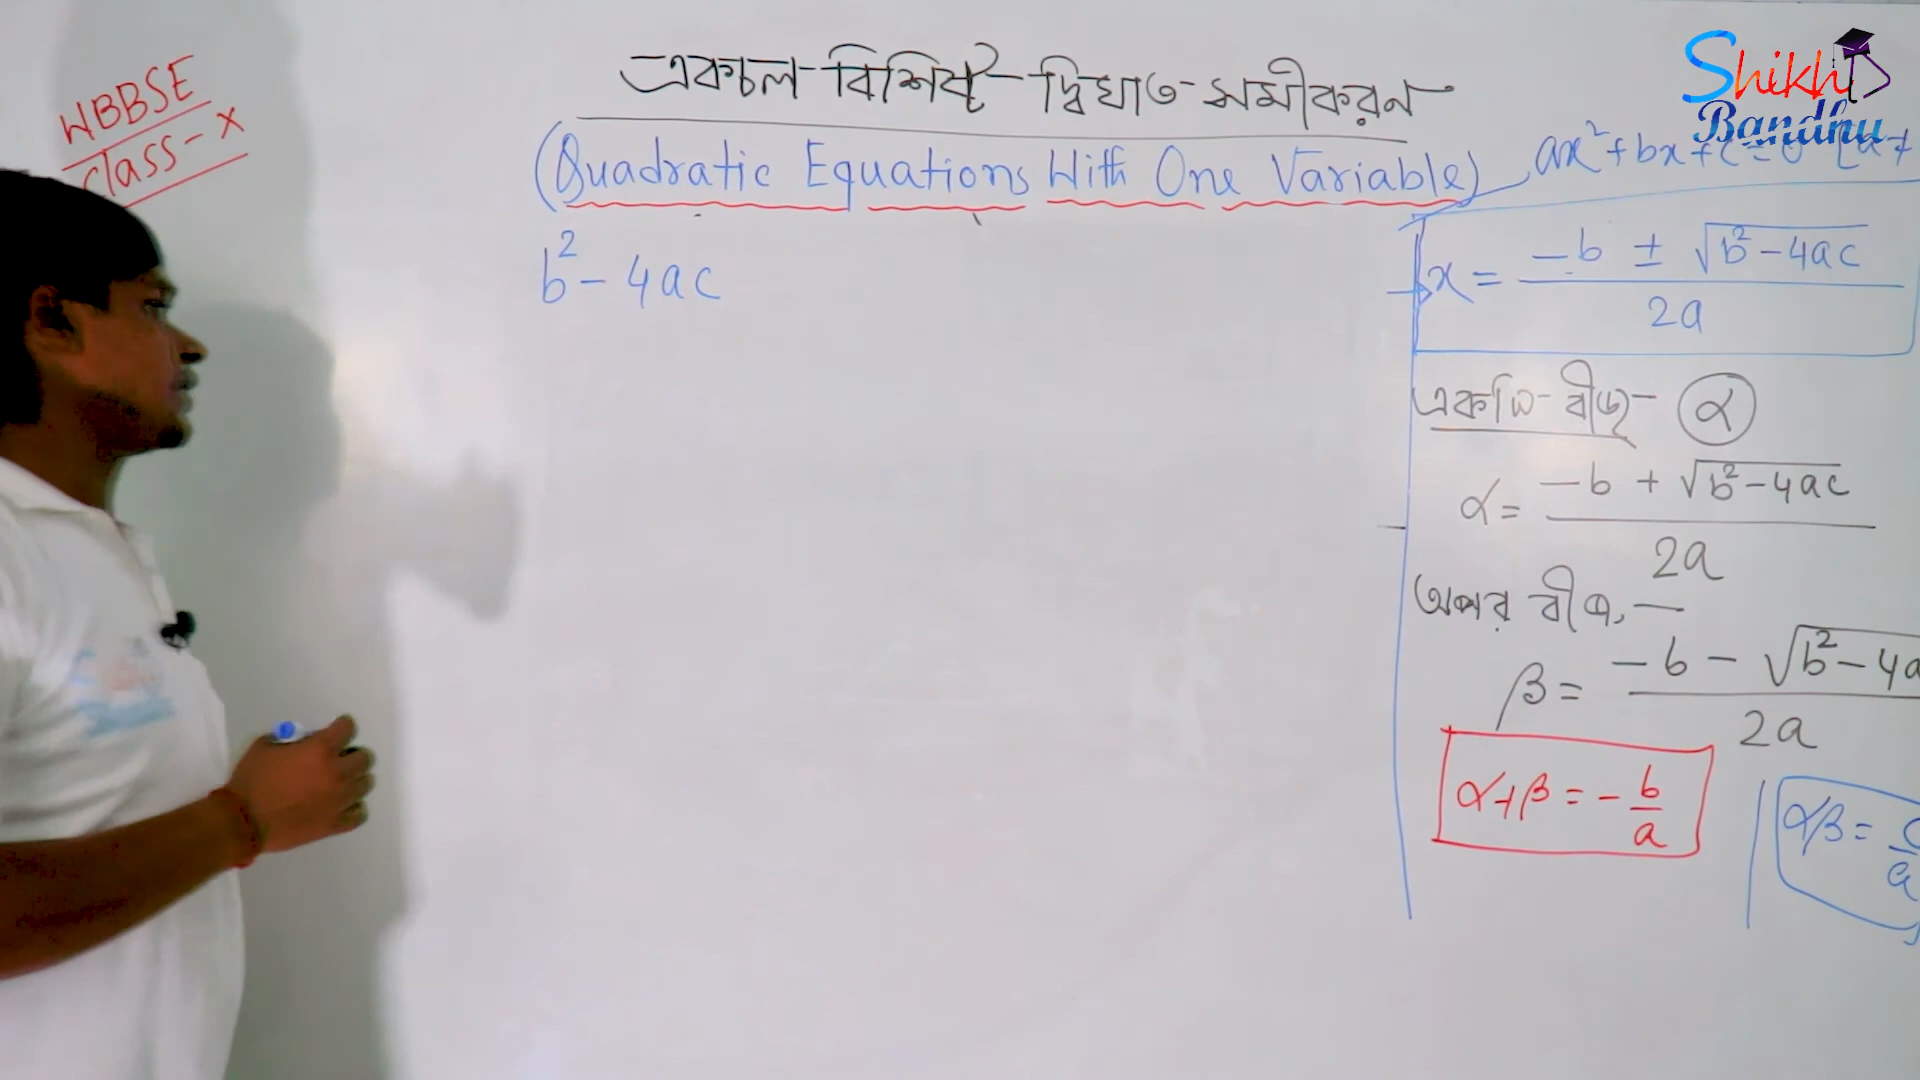 WBBSE
class-X
একচল বিশিষ্ট দ্বিঘাত সমীকরণ
(Quadratic Equations With One Variable)
ax²+bx+c=0 [a≠
Shikha
Bandhu
b²-4ac
x = (-b ± √(b²-4ac))/2a
একটি বীজ- α
α = (-b + √(b²-4ac))/2a
অপর বীজ,-
β = (-b - √(b²-4a
2a
α+β = -b/a
αβ = c/a